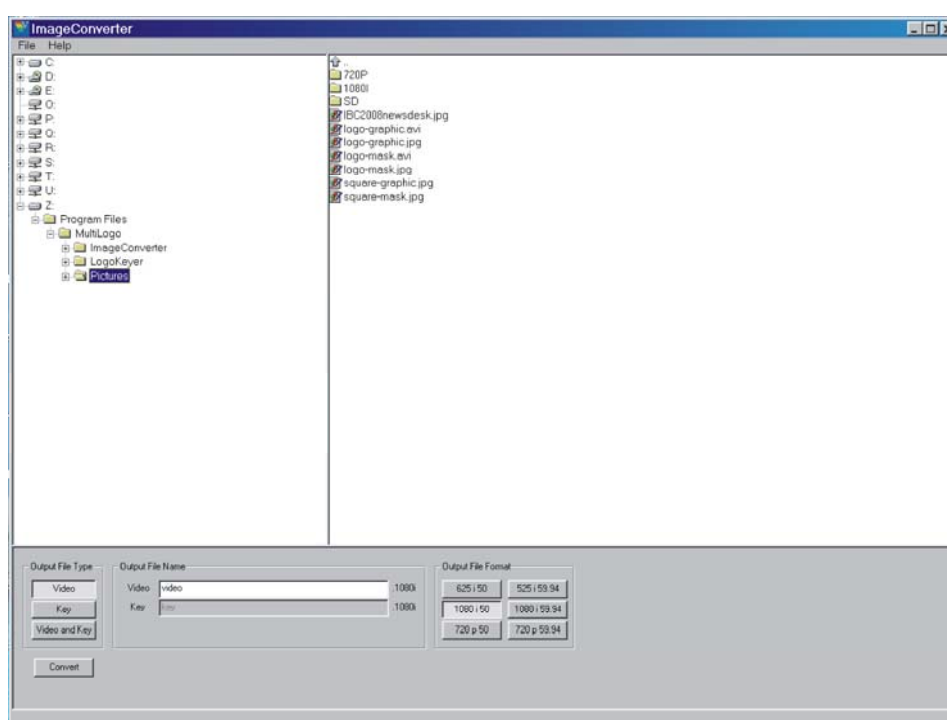 ImageConverter
File Help
C:
D:
E:
O:
P:
Q:
R:
S:
T:
U:
Z:
Program Files
MultiLogo
ImageConverter
LogoKeyer
Pictures
..
720P
1080I
SD
IBC2008newsdesk.jpg
logo-graphic.avi
logo-graphic.jpg
logo-mask.avi
logo-mask.jpg
square-graphic.jpg
square-mask.jpg
Output File Type
Video
Key
Video and Key
Output File Name
Video video .1080i
Key key .1080i
Output File Format
625 i 50 525 i 59.94
1080 i 50 1080 i 59.94
720 p 50 720 p 59.94
Convert